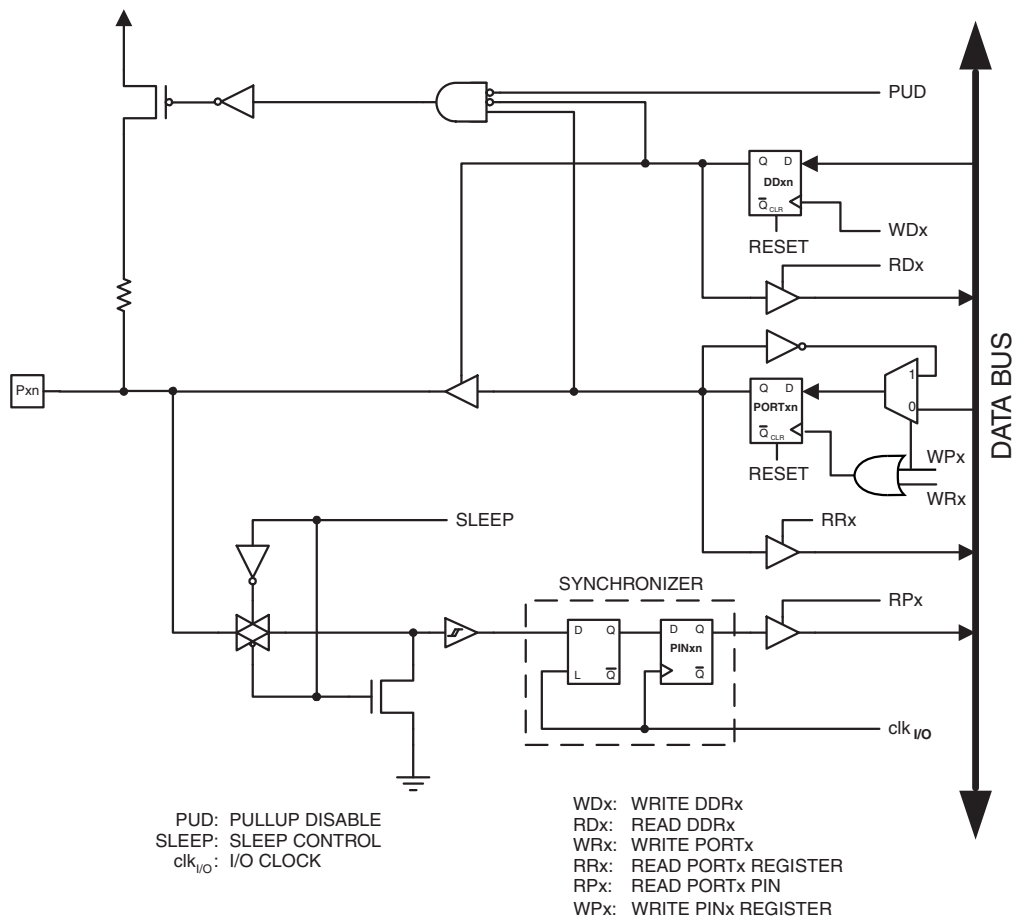 PUD
Q D
DDxn
Q CLR
WDx
RESET
RDx
Pxn
1
Q D
PORTxn
0
Q CLR
WPx
RESET
WRx
DATA BUS
SLEEP
RRx
SYNCHRONIZER
RPx
D Q
D Q
PINxn
L Q
Q
clk I/O
PUD: PULLUP DISABLE
SLEEP: SLEEP CONTROL
clkI/O: I/O CLOCK
WDx: WRITE DDRx
RDx: READ DDRx
WRx: WRITE PORTx
RRx: READ PORTx REGISTER
RPx: READ PORTx PIN
WPx: WRITE PINx REGISTER